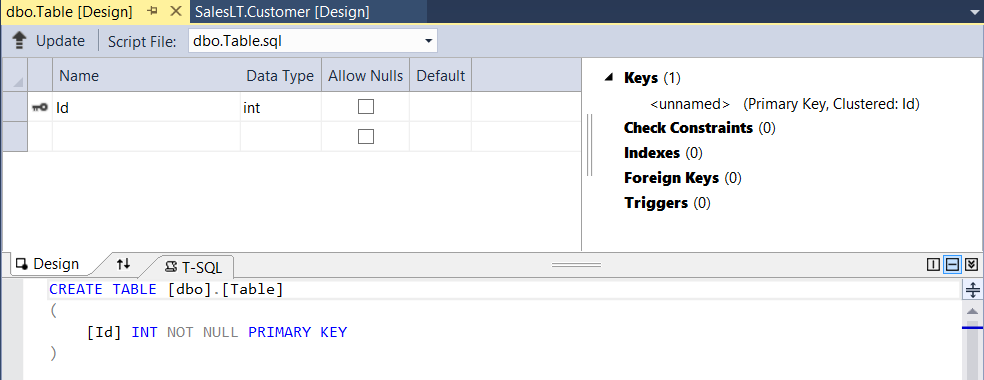 dbo.Table [Design] SalesLT.Customer [Design]
Update Script File: dbo.Table.sql
Name Data Type Allow Nulls Default
Id int
Keys (1)
<unnamed> (Primary Key, Clustered: Id)
Check Constraints (0)
Indexes (0)
Foreign Keys (0)
Triggers (0)
Design T-SQL
CREATE TABLE [dbo].[Table]
(
[Id] INT NOT NULL PRIMARY KEY
)